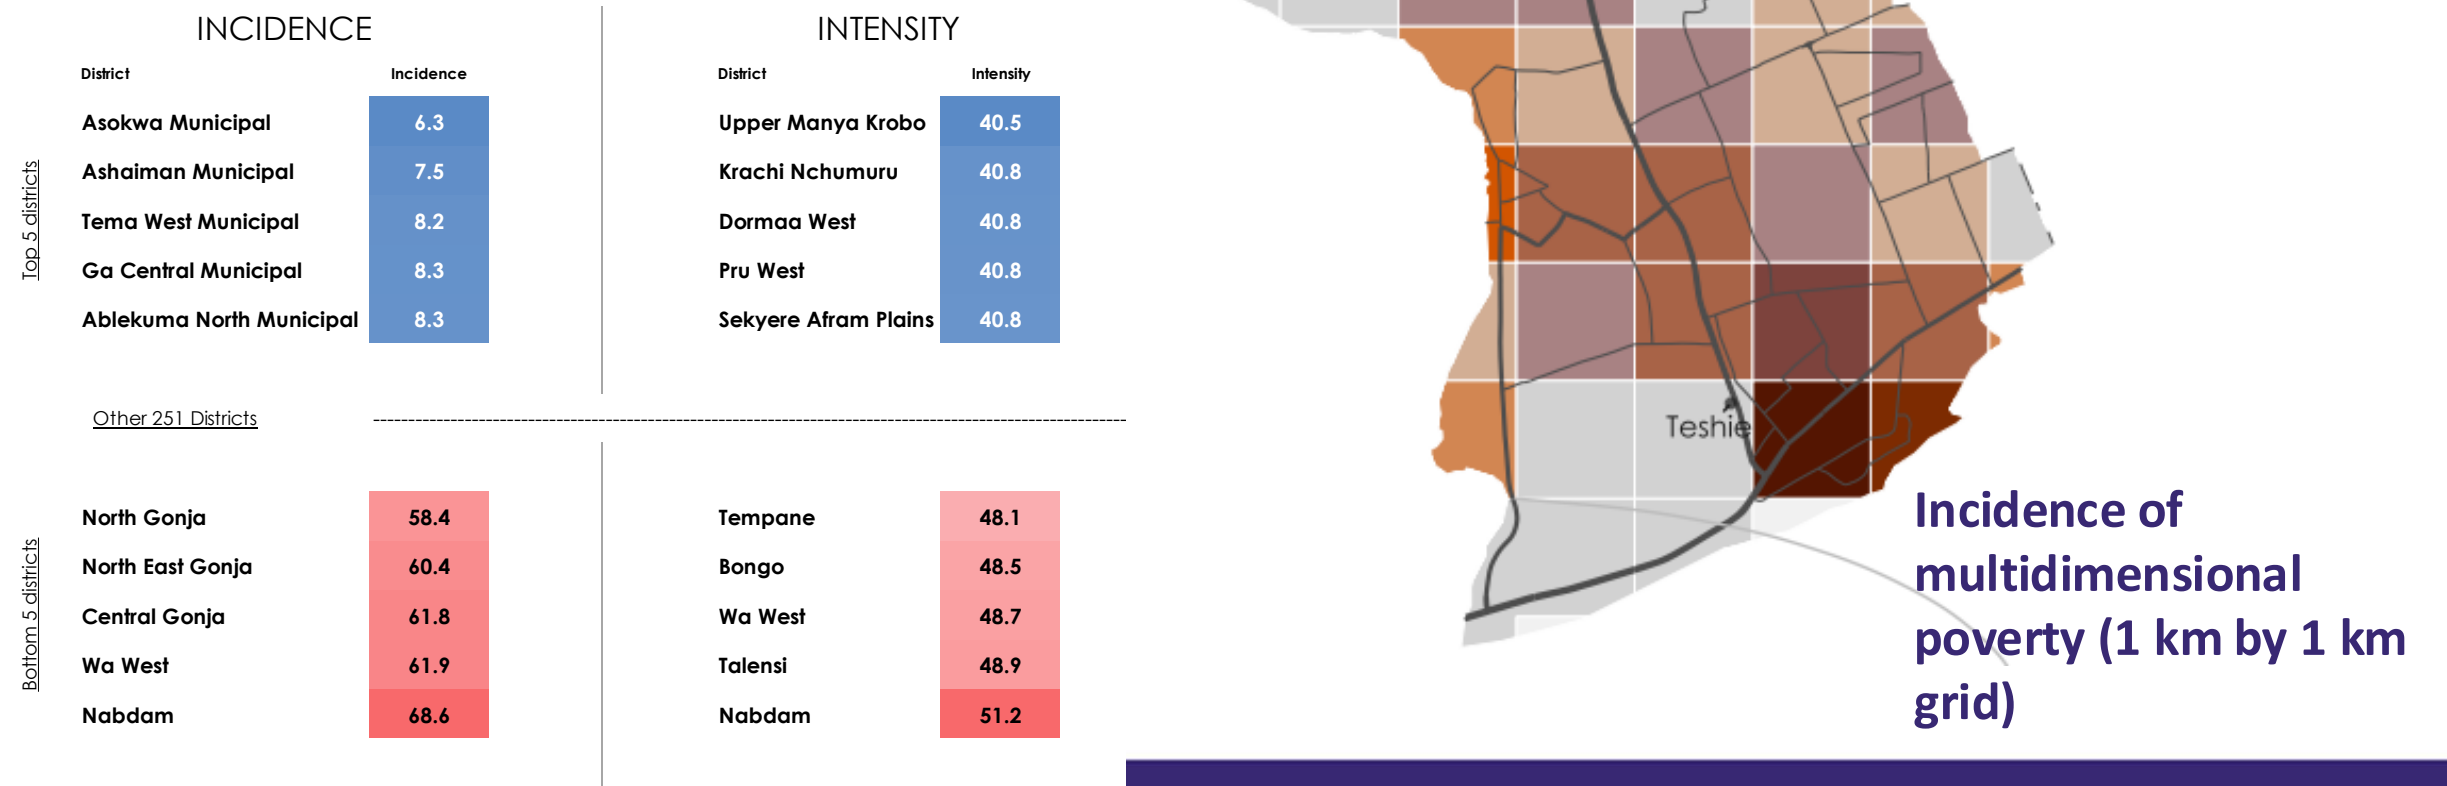 INCIDENCE
District Incidence
Top 5 districts
Asokwa Municipal 6.3
Ashaiman Municipal 7.5
Tema West Municipal 8.2
Ga Central Municipal 8.3
Ablekuma North Municipal 8.3
INTENSITY
District Intensity
Upper Manya Krobo 40.5
Krachi Nchumuru 40.8
Dormaa West 40.8
Pru West 40.8
Sekyere Afram Plains 40.8
Other 251 Districts
Bottom 5 districts
North Gonja 58.4
North East Gonja 60.4
Central Gonja 61.8
Wa West 61.9
Nabdam 68.6
Tempane 48.1
Bongo 48.5
Wa West 48.7
Talensi 48.9
Nabdam 51.2
Teshie
Incidence of
multidimensional
poverty (1 km by 1 km
grid)